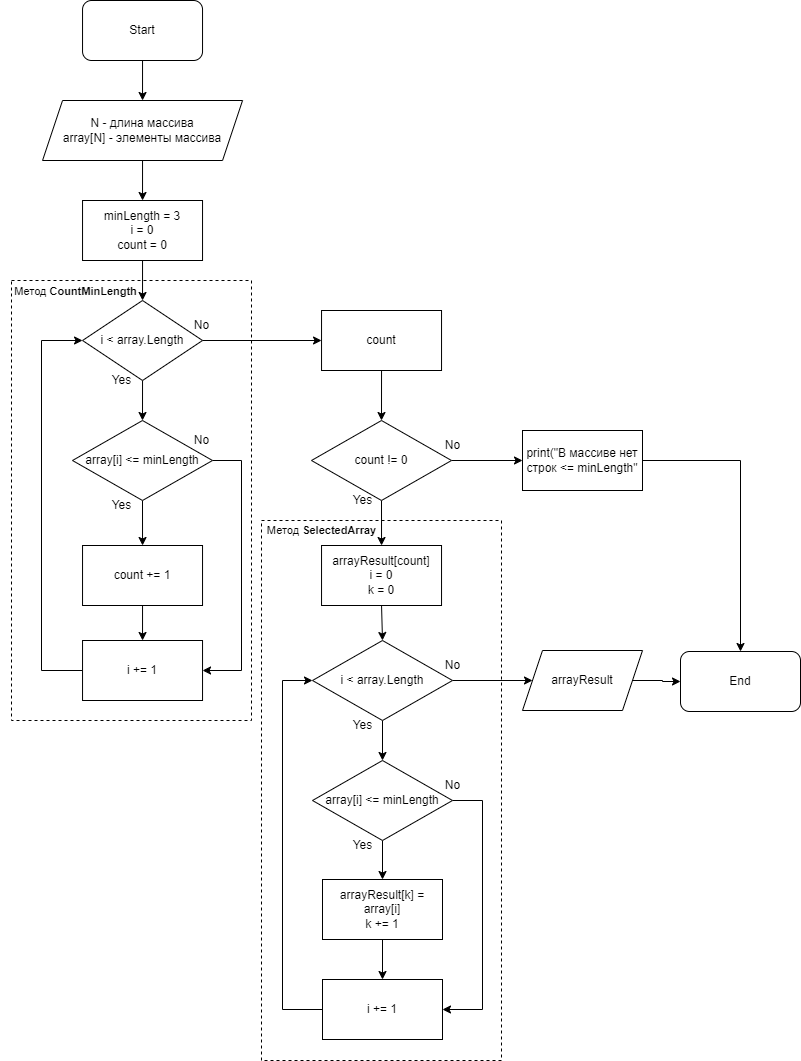 Start
N - длина массива
array[N] - элементы массива
minLength = 3
i = 0
count = 0
Метод CountMinLength
i < array.Length
No
Yes
array[i] <= minLength
No
Yes
count += 1
i += 1
count
count != 0
No
Yes
print("В массиве нет
строк <= minLength"
Метод SelectedArray
arrayResult[count]
i = 0
k = 0
i < array.Length
No
Yes
array[i] <= minLength
No
Yes
arrayResult[k] =
array[i]
k += 1
i += 1
arrayResult
End